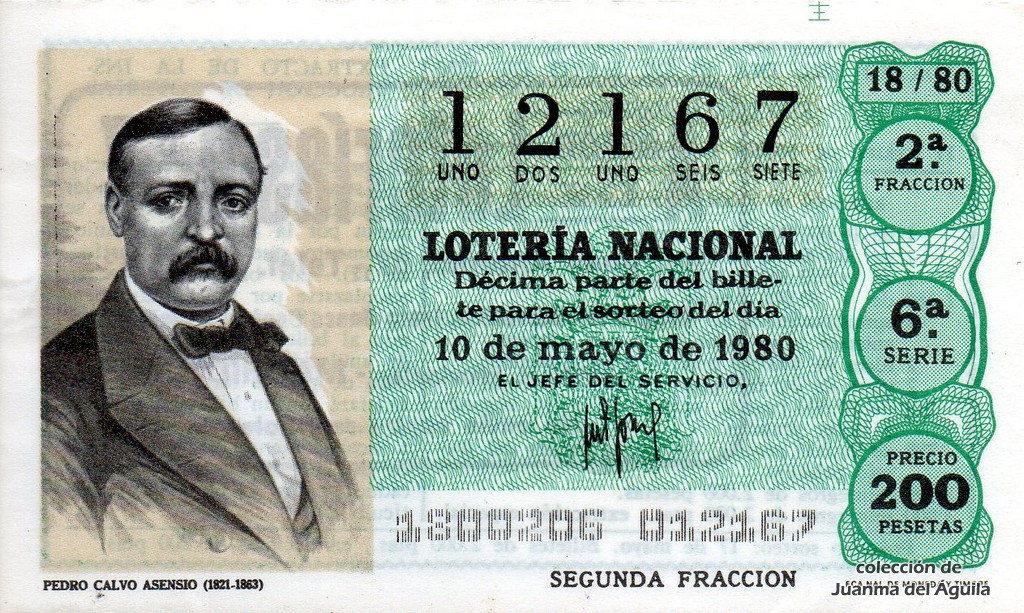 18 / 80
12167
UNO DOS UNO SEIS SIETE
2.ª
FRACCION
LOTERÍA NACIONAL
Décima parte del bille-
te para el sorteo del día
10 de mayo de 1980
EL JEFE DEL SERVICIO,
6.ª
SERIE
PRECIO
200
PESETAS
1800206 012167
PEDRO CALVO ASENSIO (1821-1863)
SEGUNDA FRACCION
colección de
Juanma del Aguila